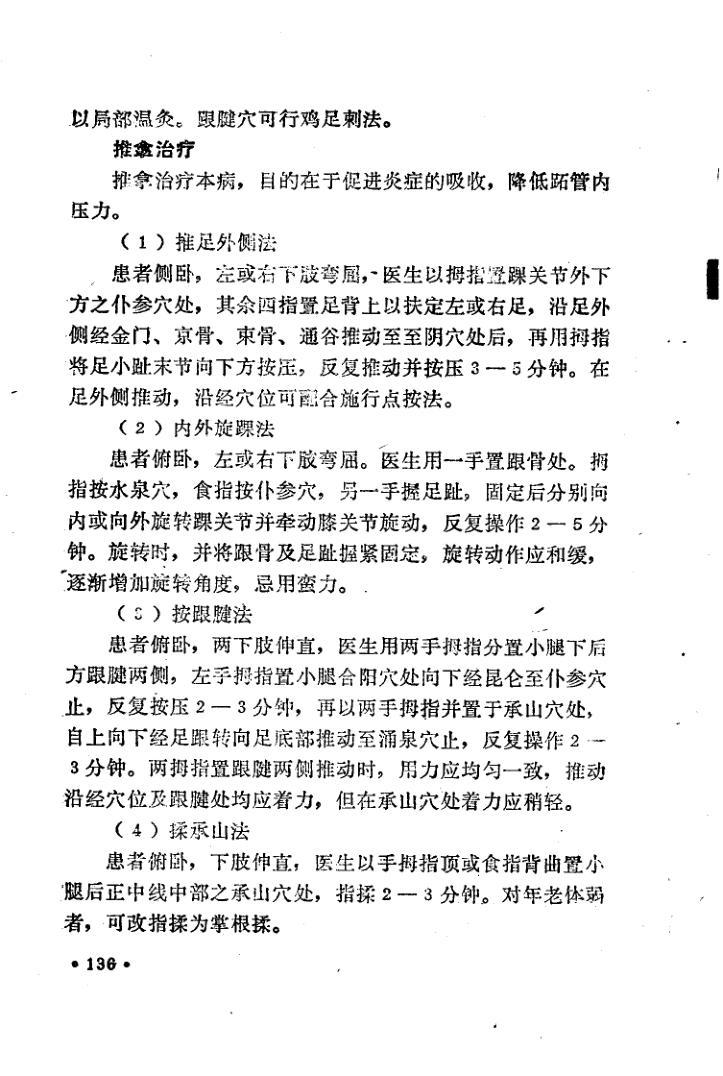 以局部温灸。跟腱穴可行鸡足刺法。
推拿治疗
推拿治疗本病，目的在于促进炎症的吸收，降低跖管内
压力。
（1）推足外侧法
患者侧卧，左或右下肢弯屈，医生以拇指置踝关节外下
方之仆参穴处，其余四指置足背上以扶定左或右足，沿足外
侧经金门、京骨、束骨、通谷推动至至阴穴处后，再用拇指
将足小趾末节向下方按压，反复推动并按压3—5分钟。在
足外侧推动，沿经穴位可配合施行点按法。
（2）内外旋踝法
患者俯卧，左或右下肢弯屈。医生用一手置跟骨处。拇
指按水泉穴，食指按仆参穴，另一手握足趾。固定后分别向
内或向外旋转踝关节并牵动膝关节旋动，反复操作2—5分
钟。旋转时，并将跟骨及足趾握紧固定，旋转动作应和缓，
逐渐增加旋转角度，忌用蛮力。
（3）按跟腱法
患者俯卧，两下肢伸直，医生用两手拇指分置小腿下后
方跟腱两侧，左手拇指置小腿合阳穴处向下经昆仑至仆参穴
止，反复按压2—3分钟，再以两手拇指并置于承山穴处，
自上向下经足跟转向足底部推动至涌泉穴止，反复操作2—
3分钟。两拇指置跟腱两侧推动时，用力应均匀一致，推动
沿经穴位及跟腱处均应着力，但在承山穴处着力应稍轻。
（4）揉承山法
患者俯卧，下肢伸直，医生以手拇指顶或食指背曲置小
腿后正中线中部之承山穴处，指揉2—3分钟。对年老体弱
者，可改指揉为掌根揉。
•136•